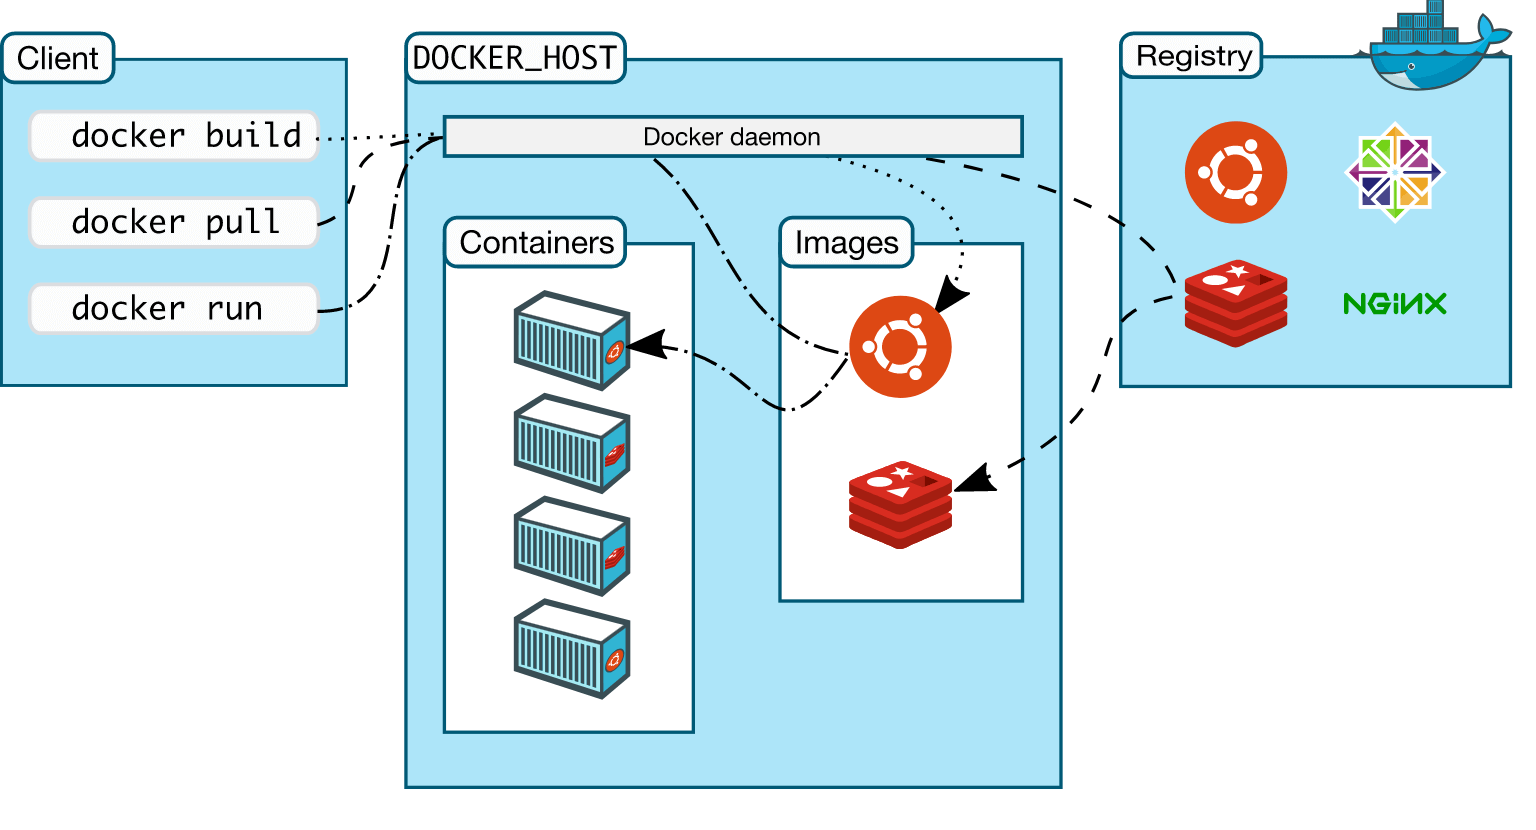 Client
docker build
docker pull
docker run
DOCKER_HOST
Docker daemon
Containers
Images
Registry
NGiNX